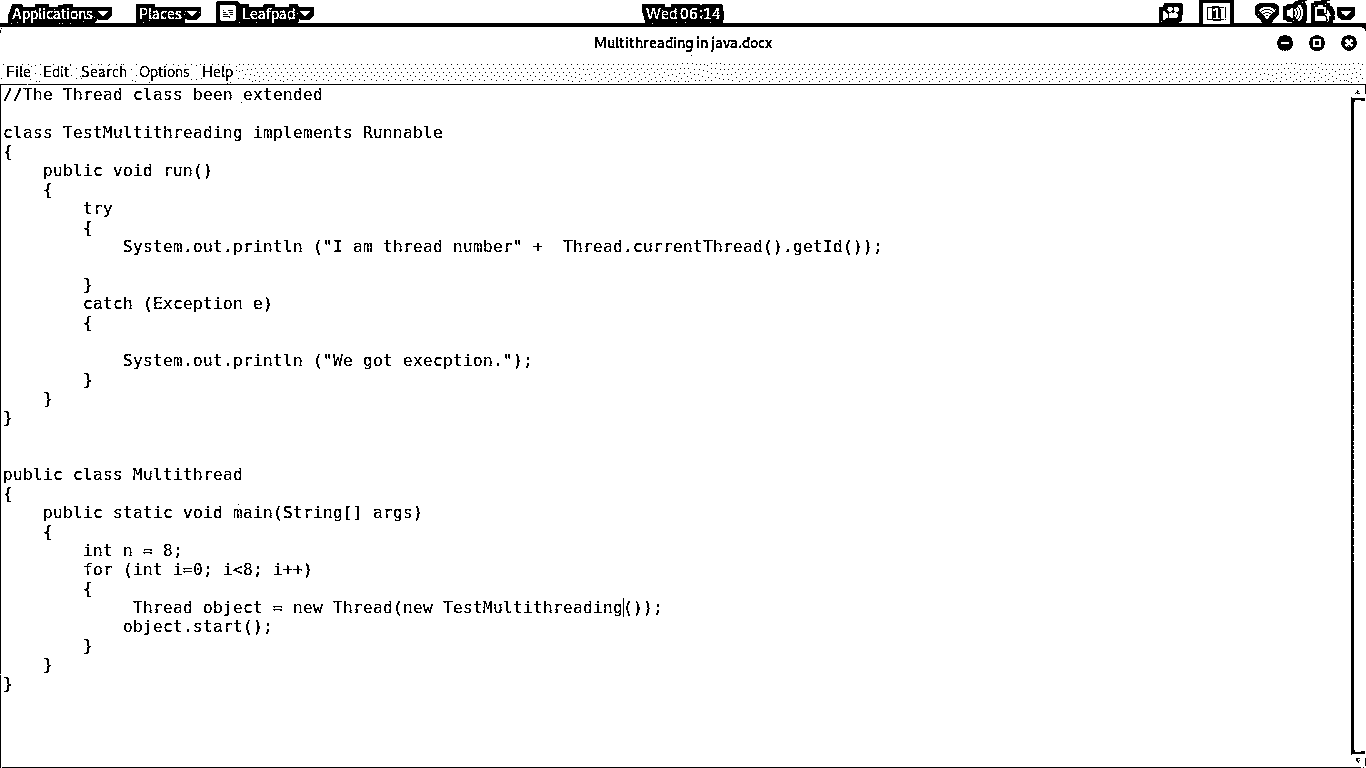 Applications Places Leafpad Wed 06:14 1
Multithreading in java.docx
File Edit Search Options Help
//The Thread class been extended
class TestMultithreading implements Runnable
{
    public void run()
    {
        try
        {
            System.out.println ("I am thread number" +  Thread.currentThread().getId());
        }
        catch (Exception e)
        {
            System.out.println ("We got execption.");
        }
    }
}
public class Multithread
{
    public static void main(String[] args)
    {
        int n = 8;
        for (int i=0; i<8; i++)
        {
             Thread object = new Thread(new TestMultithreading());
            object.start();
        }
    }
}